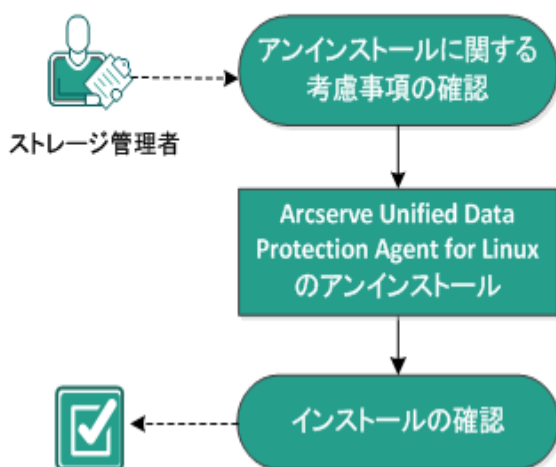 アンインストールに関する
考慮事項の確認
ストレージ管理者
Arcserve Unified Data
Protection Agent for Linux
のアンインストール
インストールの確認